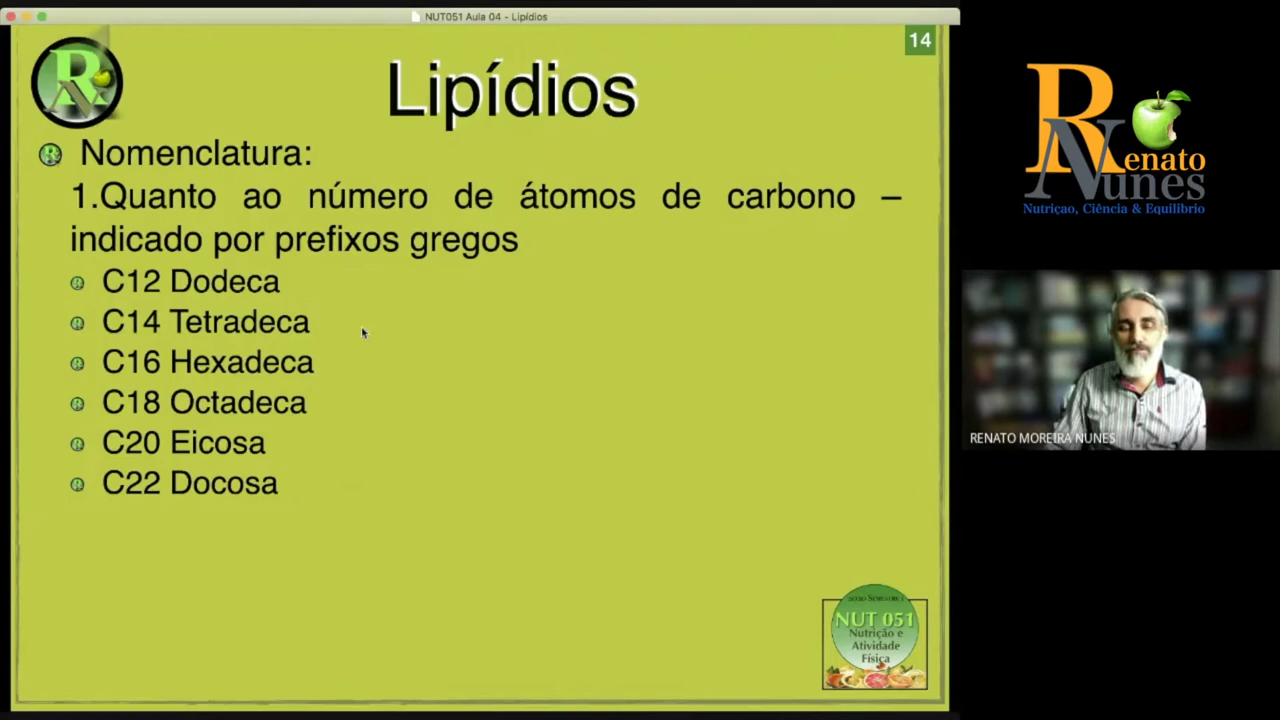 NUT051 Aula 04 - Lipídios
14
Lipídios
Nomenclatura:
1.Quanto ao número de átomos de carbono –
indicado por prefixos gregos
C12 Dodeca
C14 Tetradeca
C16 Hexadeca
C18 Octadeca
C20 Eicosa
C22 Docosa
NUT 051
Nutrição e
Atividade
Física
Renato
Nunes
Nutriçao, Ciência & Equilibrio
RENATO MOREIRA NUNES